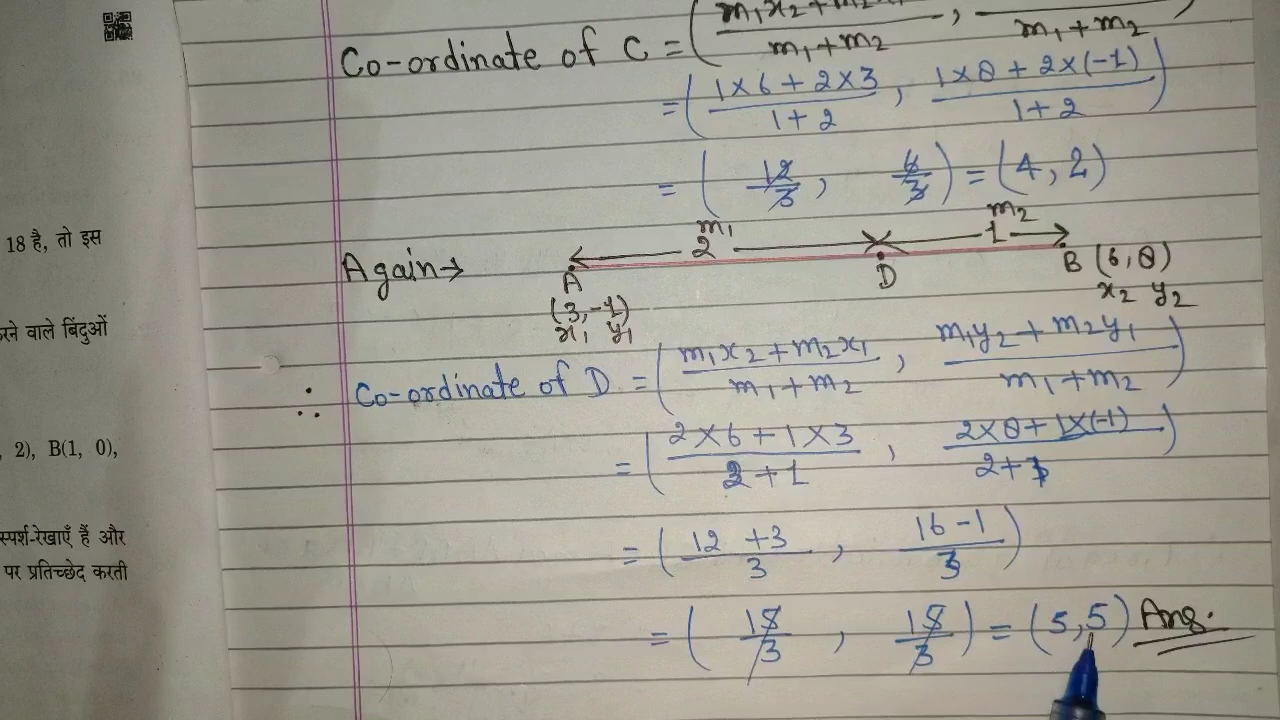 18 है, तो इस
रने वाले बिंदुओं
2), B(1, 0),
स्पर्श-रेखाएँ हैं और
पर प्रतिच्छेद करती
Co-ordinate of C = ( / m₁+m₂ , / m₁+m₂ )
= ( 1×6+2×3 / 1+2 , 1×8+2×(-1) / 1+2 )
= ( 12/3 , 6/3 ) = (4, 2)
m₁ m₂
Again→ 2 1
A D B (6, 8)
(3, -1) x₂ y₂
x₁ y₁
∴ Co-ordinate of D = ( m₁x₂+m₂x₁ / m₁+m₂ , m₁y₂+m₂y₁ / m₁+m₂ )
= ( 2×6+1×3 / 2+1 , 2×8+1×(-1) / 2+1 )
= ( 12+3 / 3 , 16-1 / 3 )
= ( 15/3 , 15/3 ) = (5,5) Ans.